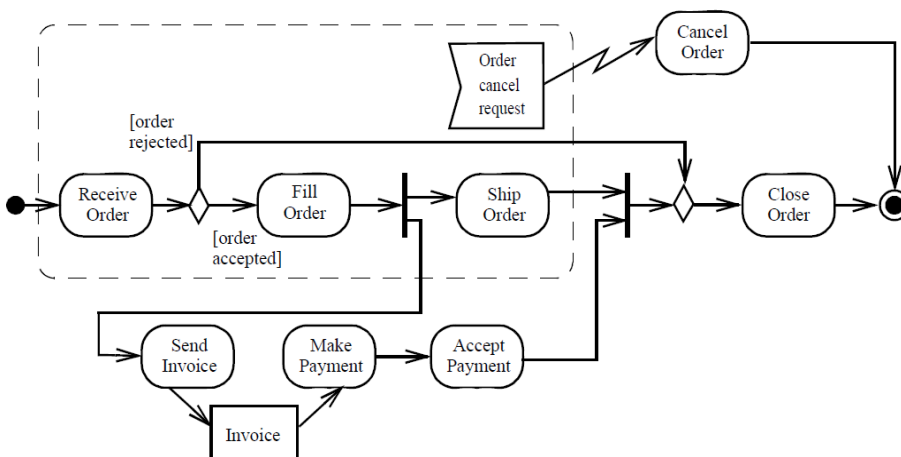 Cancel
Order
Order
cancel
request
[order
rejected]
Receive
Order
Fill
Order
Ship
Order
Close
Order
[order
accepted]
Send
Invoice
Make
Payment
Accept
Payment
Invoice